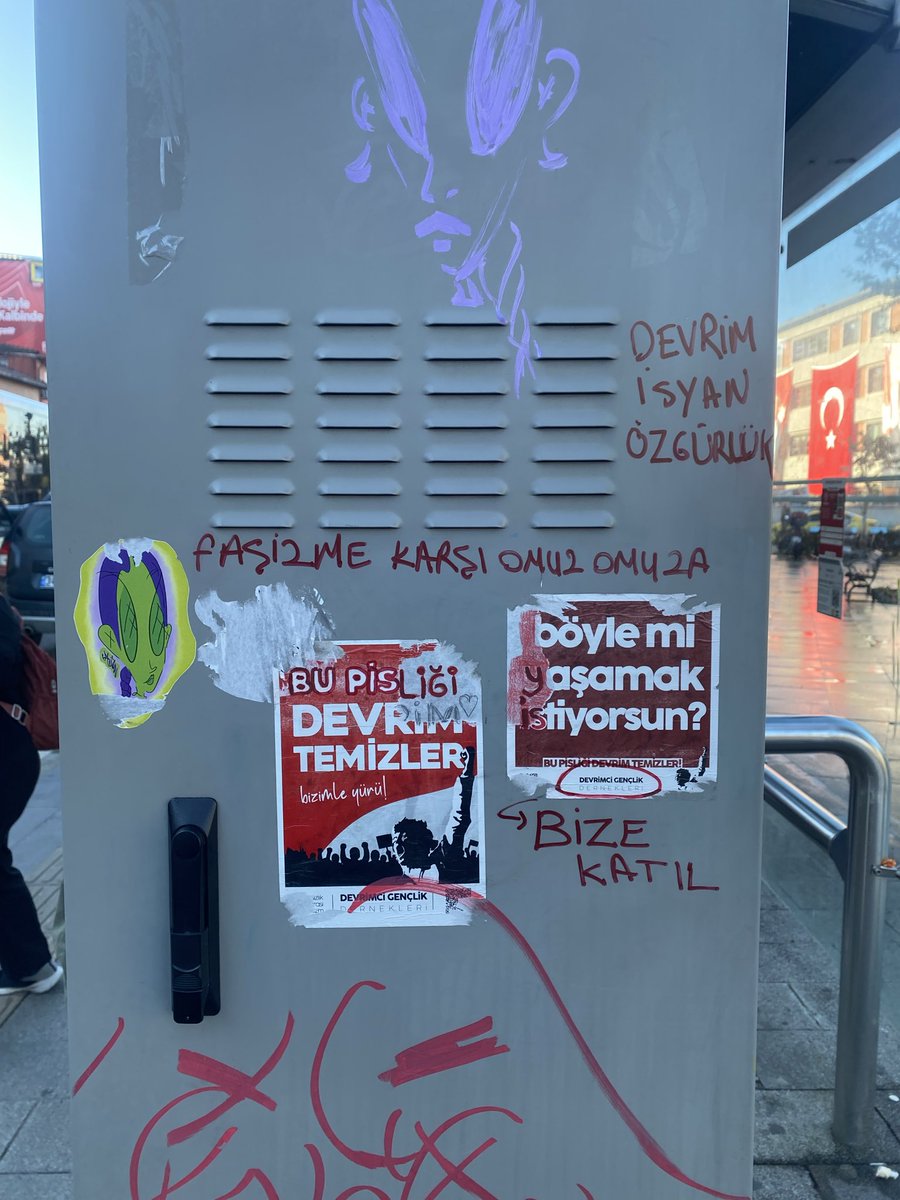 DEVRİM
İSYAN
ÖZGÜRLÜK
FAŞİZME KARŞI OMUZ OMUZA
böyle mi
yaşamak
istiyorsun?
BU PİSLİĞİ DEVRİM TEMİZLER!
DEVRİMCİ GENÇLİK
DERNEKLERİ
BİZE
KATIL
BU PİSLİĞİ
DEVRİM
TEMİZLER
bizimle yürü!
DEVRİMCİ GENÇLİK
DERNEKLERİ
Kalbinde